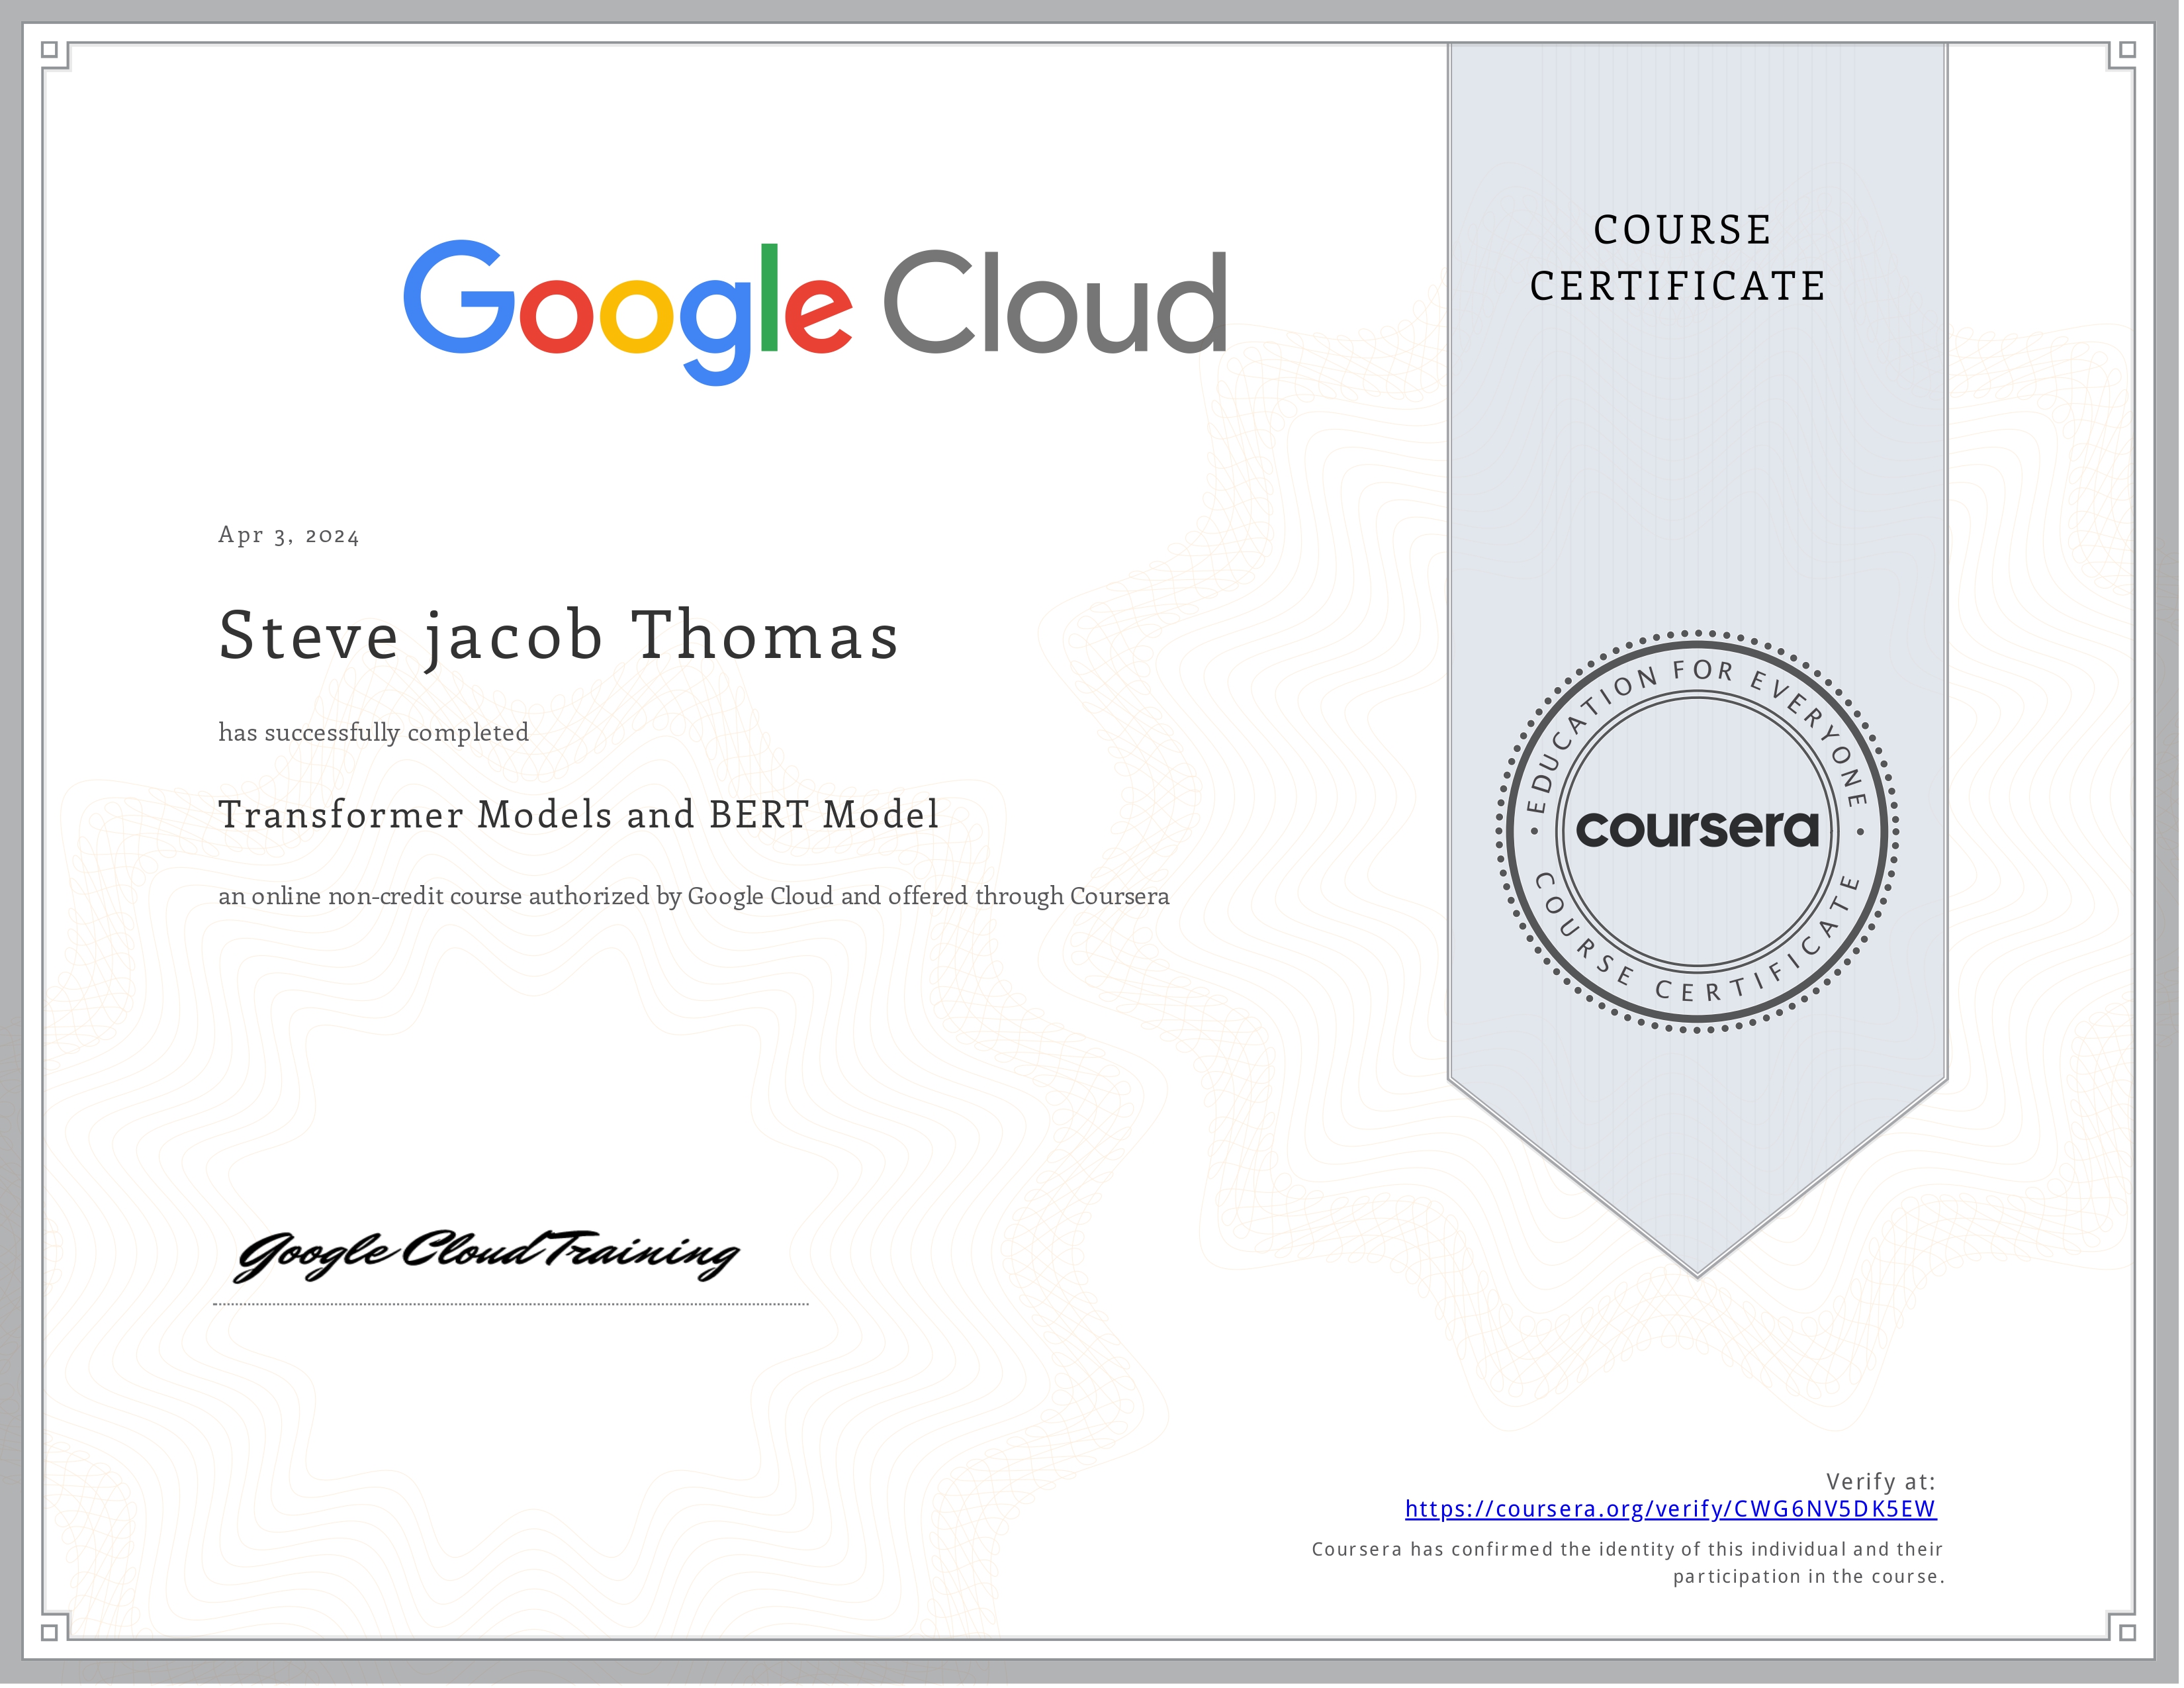 Google Cloud
COURSE
CERTIFICATE
Apr 3, 2024
Steve jacob Thomas
has successfully completed
Transformer Models and BERT Model
an online non-credit course authorized by Google Cloud and offered through Coursera
EDUCATION FOR EVERYONE
coursera
COURSE CERTIFICATE
Google Cloud Training
Verify at:
https://coursera.org/verify/CWG6NV5DK5EW
Coursera has confirmed the identity of this individual and their
participation in the course.